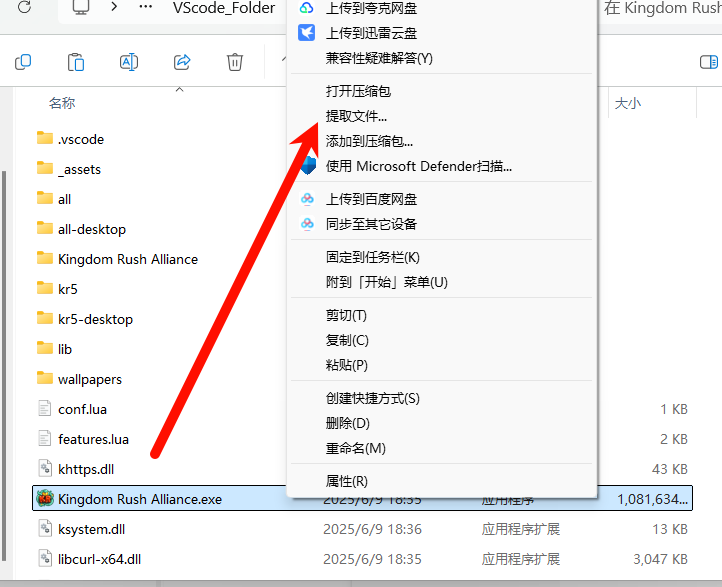 VScode_Folder
在 Kingdom Rush
上传到夸克网盘
上传到迅雷云盘
兼容性疑难解答(Y)
打开压缩包
提取文件...
添加到压缩包...
使用 Microsoft Defender扫描...
上传到百度网盘
同步至其它设备
固定到任务栏(K)
附到「开始」菜单(U)
剪切(T)
复制(C)
粘贴(P)
创建快捷方式(S)
删除(D)
重命名(M)
属性(R)
名称
大小
.vscode
_assets
all
all-desktop
Kingdom Rush Alliance
kr5
kr5-desktop
lib
wallpapers
conf.lua 1 KB
features.lua 2 KB
khttps.dll 43 KB
Kingdom Rush Alliance.exe 2025/6/9 18:35 应用程序 1,081,634...
ksystem.dll 2025/6/9 18:36 应用程序扩展 13 KB
libcurl-x64.dll 2025/6/9 18:35 应用程序扩展 3,047 KB